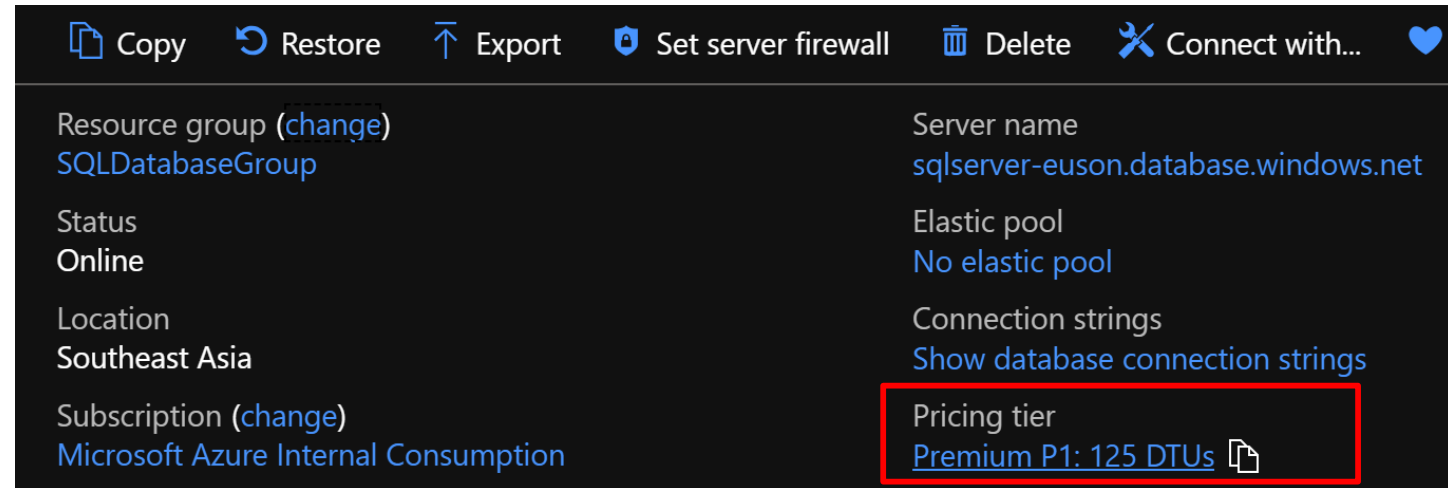 Copy Restore Export Set server firewall Delete Connect with...
Resource group (change)
SQLDatabaseGroup
Status
Online
Location
Southeast Asia
Subscription (change)
Microsoft Azure Internal Consumption
Server name
sqlserver-euson.database.windows.net
Elastic pool
No elastic pool
Connection strings
Show database connection strings
Pricing tier
Premium P1: 125 DTUs